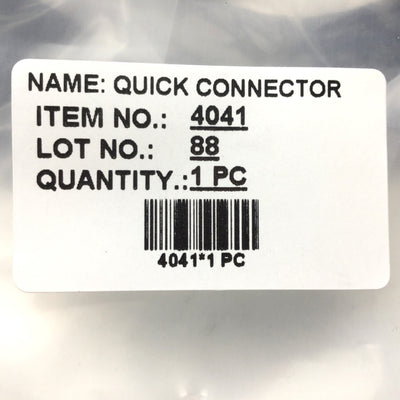 NAME: QUICK CONNECTOR
ITEM NO.: 4041
LOT NO.: 88
QUANTITY.: 1 PC
4041*1 PC